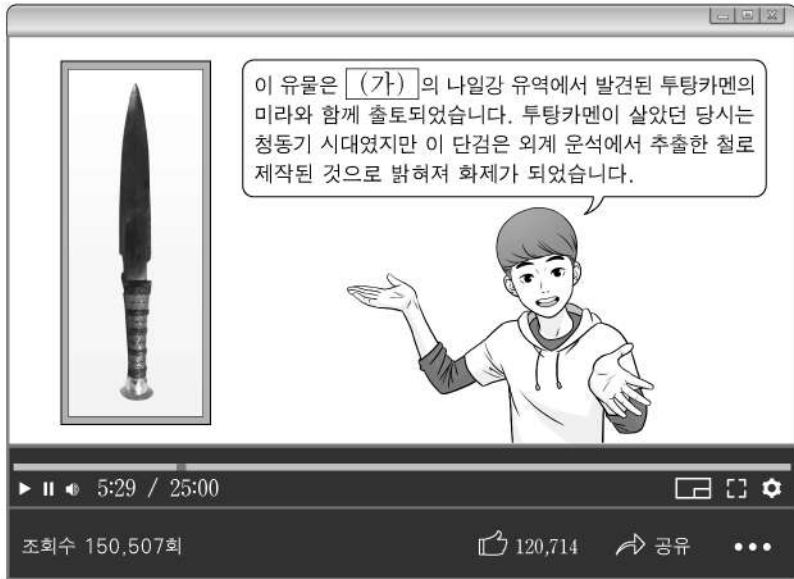 이 유물은 (가) 의 나일강 유역에서 발견된 투탕카멘의
미라와 함께 출토되었습니다. 투탕카멘이 살았던 당시는
청동기 시대였지만 이 단검은 외계 운석에서 추출한 철로
제작된 것으로 밝혀져 화제가 되었습니다.
5:29 / 25:00
조회수 150,507회 120,714 공유